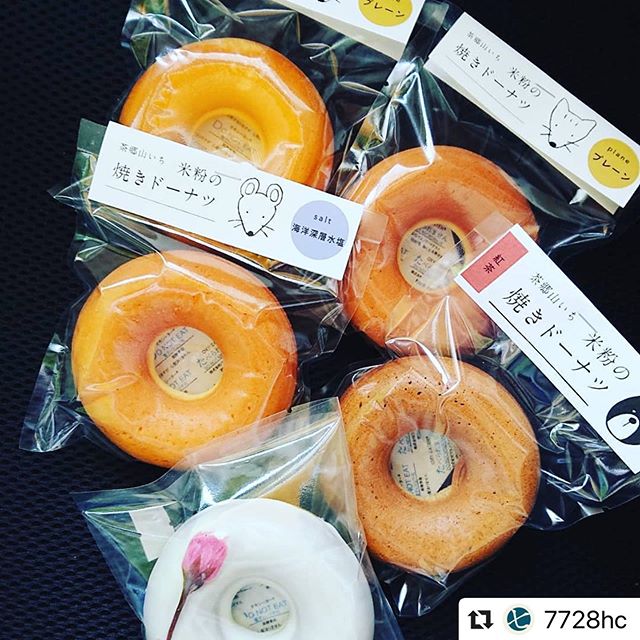 プレーン
茶郷山いち 米粉の
焼きドーナツ
plane
プレーン
茶郷山いち 米粉の
焼きドーナツ
salt
海洋深層水塩
紅茶
茶郷山いち 米粉の
焼きドーナツ
DO NOT EAT
DO NOT EAT
TO NOT EAT
7728hc